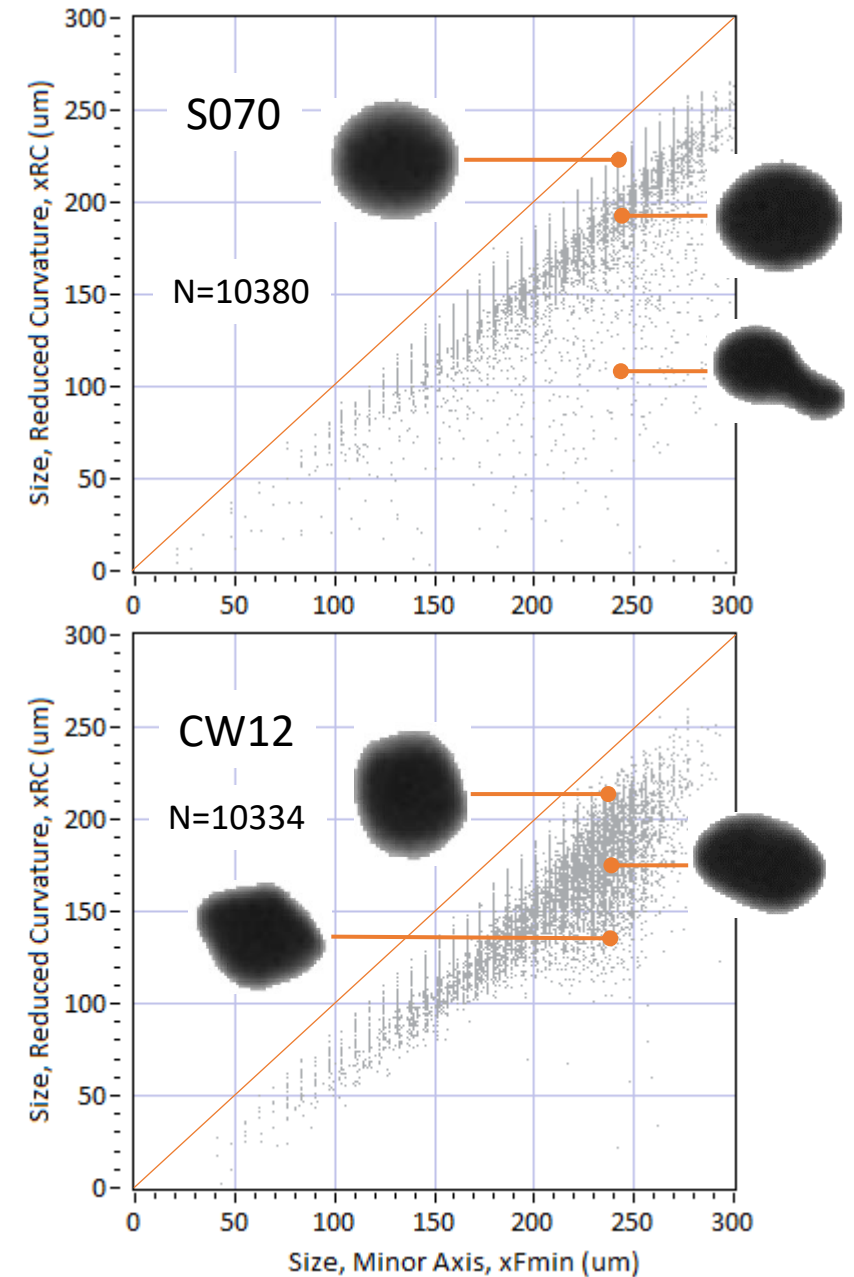 Size, Reduced Curvature, xRC (um)
300
250
200
150
100
50
0
S070
N=10380
0 50 100 150 200 250 300
Size, Reduced Curvature, xRC (um)
300
250
200
150
100
50
0
CW12
N=10334
0 50 100 150 200 250 300
Size, Minor Axis, xFmin (um)